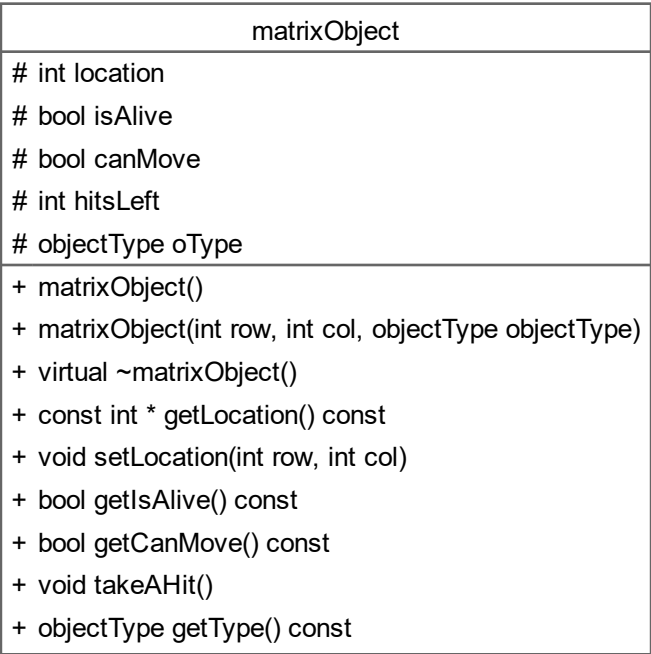 matrixObject
# int location
# bool isAlive
# bool canMove
# int hitsLeft
# objectType oType
+ matrixObject()
+ matrixObject(int row, int col, objectType objectType)
+ virtual ~matrixObject()
+ const int * getLocation() const
+ void setLocation(int row, int col)
+ bool getIsAlive() const
+ bool getCanMove() const
+ void takeAHit()
+ objectType getType() const